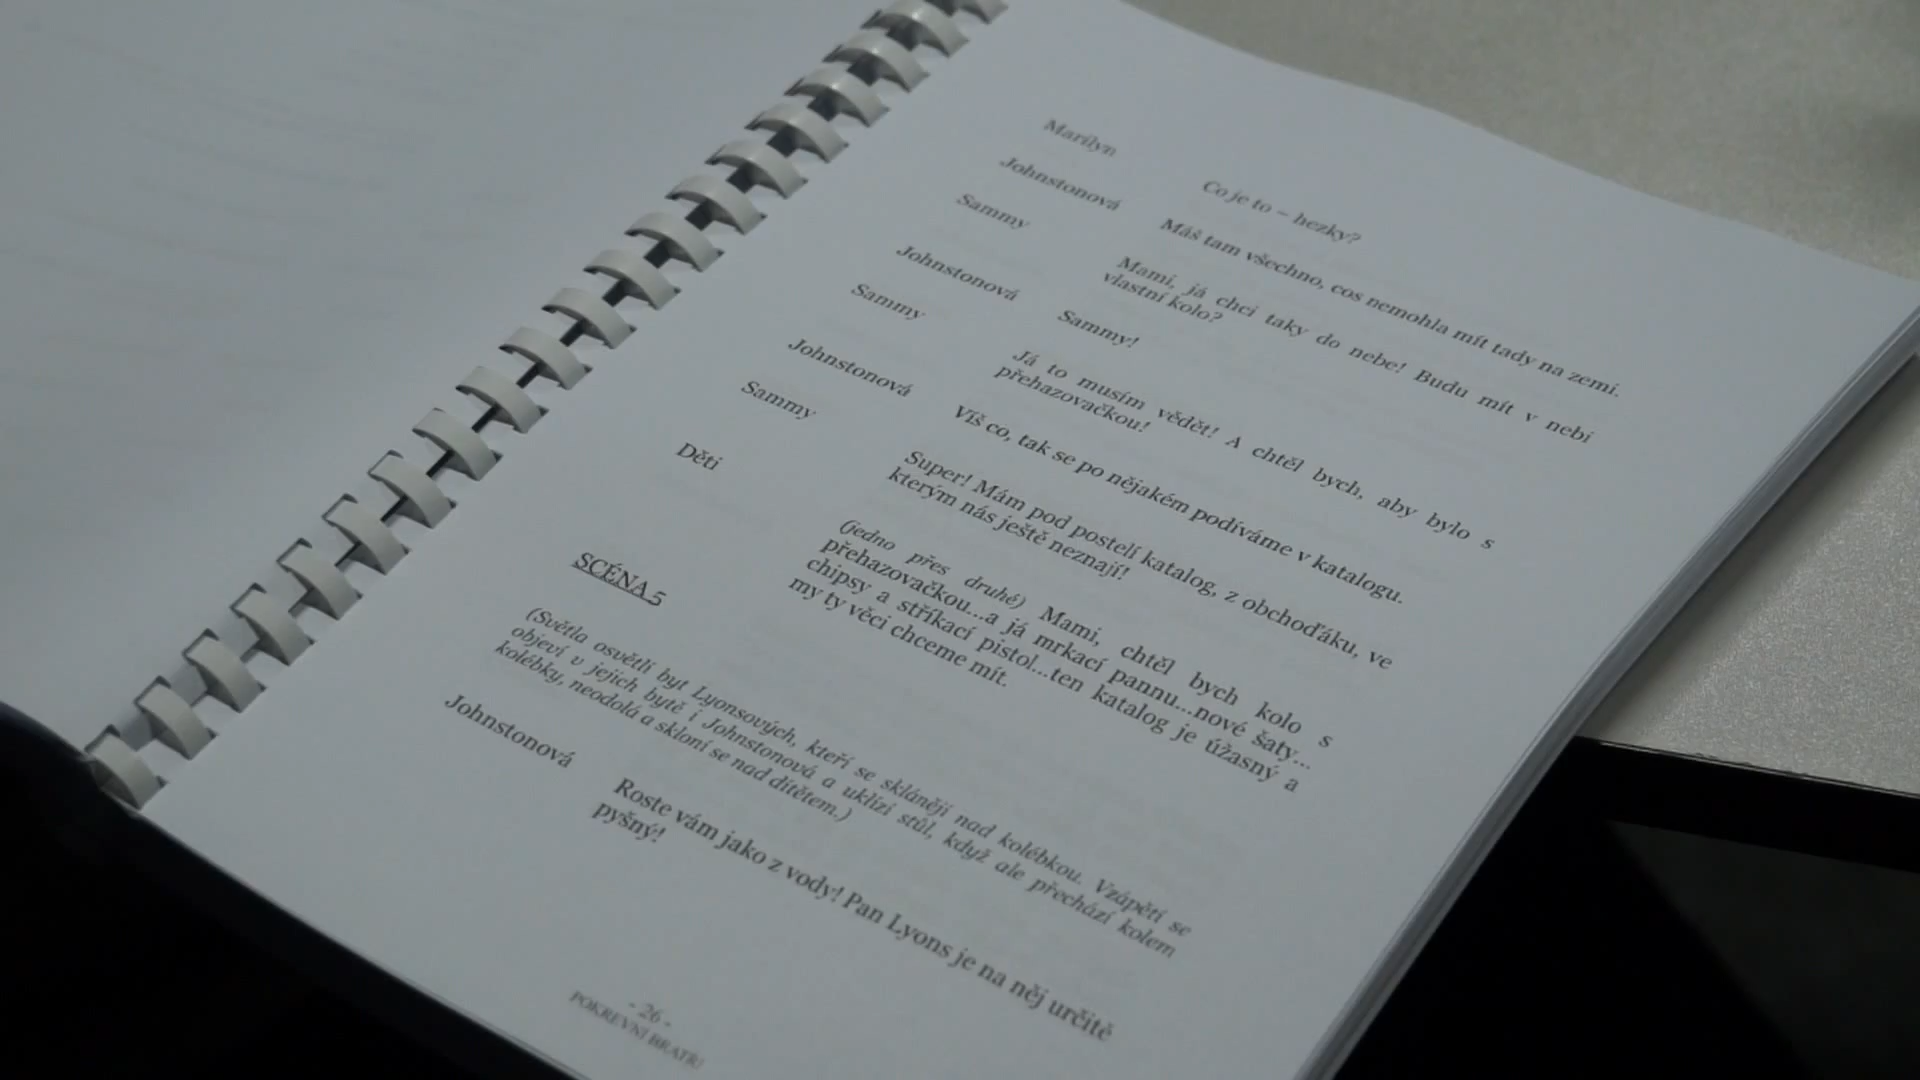 Marilyn
Co je to – hezky?
Johnstonová
Máš tam všechno, cos nemohla mít tady na zemi.
Sammy
Mami, já chci taky do nebe! Budu mít v nebi
vlastní kolo?
Johnstonová
Sammy!
Sammy
Já to musím vědět! A chtěl bych, aby bylo s
přehazovačkou!
Johnstonová
Víš co, tak se po nějakém podíváme v katalogu.
Sammy
Super! Mám pod postelí katalog, z obchoďáku, ve
kterým nás ještě neznají!
Děti
(jedno přes druhé) Mami, chtěl bych kolo s
přehazovačkou...a já mrkací pannu...nové šaty...
chipsy a stříkací pistol...ten katalog je úžasný a
my ty věci chceme mít.
SCÉNA 5
(Světla osvětlí byt Lyonsových, kteří se sklánějí nad kolébkou. Vzápětí se
objeví v jejich bytě i Johnstonová a uklízí stůl, když ale přechází kolem
kolébky, neodolá a skloní se nad dítětem.)
Johnstonová
Roste vám jako z vody! Pan Lyons je na něj určitě
pyšný!
- 26 -
POKREVNÍ BRATŘI